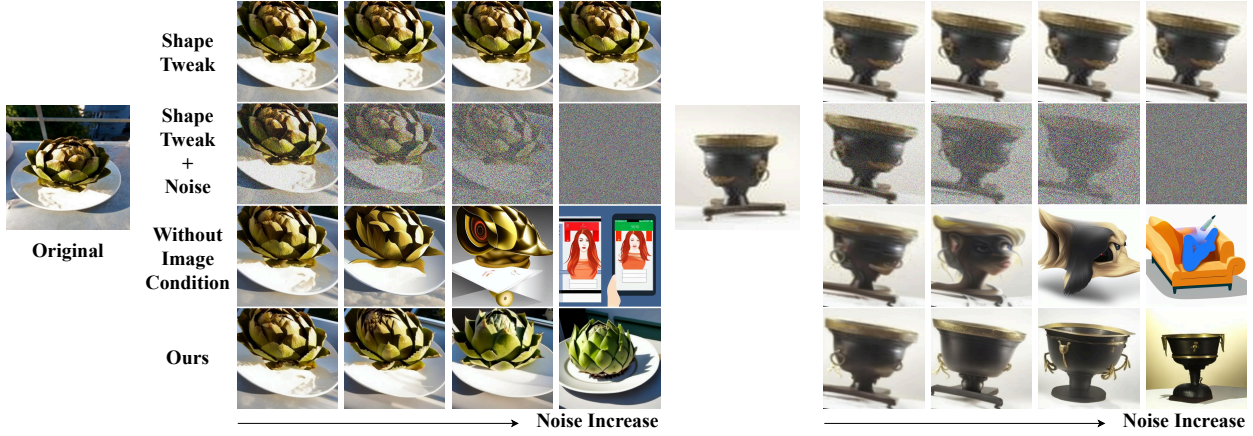 Shape
Tweak
Shape
Tweak
+
Noise
Original
Without
Image
Condition
Ours
Noise Increase
Noise Increase